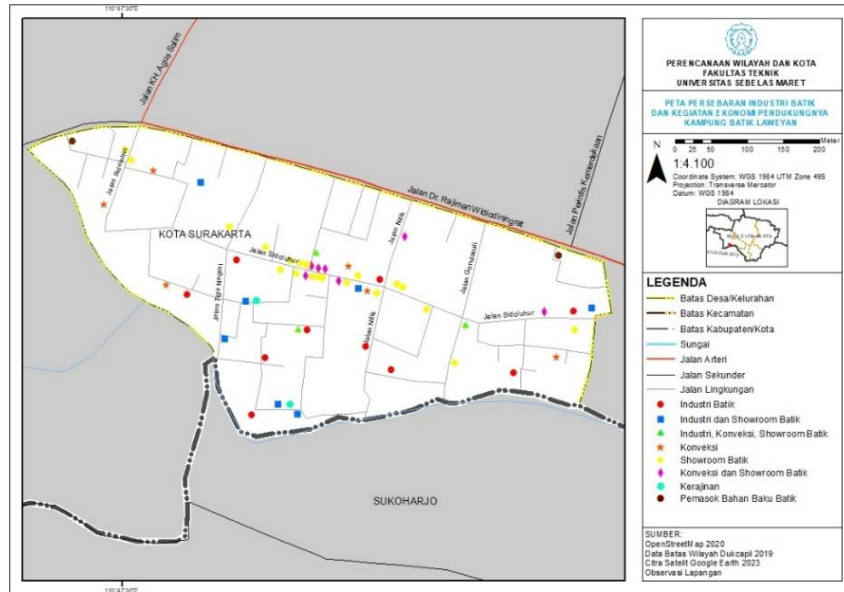 110°47'30"E
Jalan KH. Agus Salim
Jalan Dr. Rajiman Widiodiningrat
Jalan Perintis Kemerdekaan
Jalan Sidoluhur
KOTA SURAKARTA
Jalan Sidoluhur
Jalan Nitik
Jalan Tiga Negeri
Jalan Nitik
Jalan Sidoluhur
SUKOHARJO
110°47'30"E
PERENCANAAN WILAYAH DAN KOTA
FAKULTAS TEKNIK
UNIVERSITAS SEBELAS MARET
PETA PERSEBARAN INDUSTRI BATIK
DAN KEGIATAN EKONOMI PENDUKUNGNYA
KAMPUNG BATIK LAWEYAN
N
Meter
0 25 50 100 150 200
1:4.100
Coordinate System: WGS 1984 UTM Zone 49S
Projection: Transverse Mercator
Datum: WGS 1984
DIAGRAM LOKASI
LEGENDA
Batas Desa/Kelurahan
Batas Kecamatan
Batas Kabupaten/Kota
Sungai
Jalan Arteri
Jalan Sekunder
Jalan Lingkungan
Industri Batik
Industri dan Showroom Batik
Industri, Konveksi, Showroom Batik
Konveksi
Showroom Batik
Konveksi dan Showroom Batik
Kerajinan
Pemasok Bahan Baku Batik
SUMBER:
OpenStreetMap 2020
Data Batas Wilayah Dukcapil 2019
Citra Satelit Google Earth 2023
Observasi Lapangan